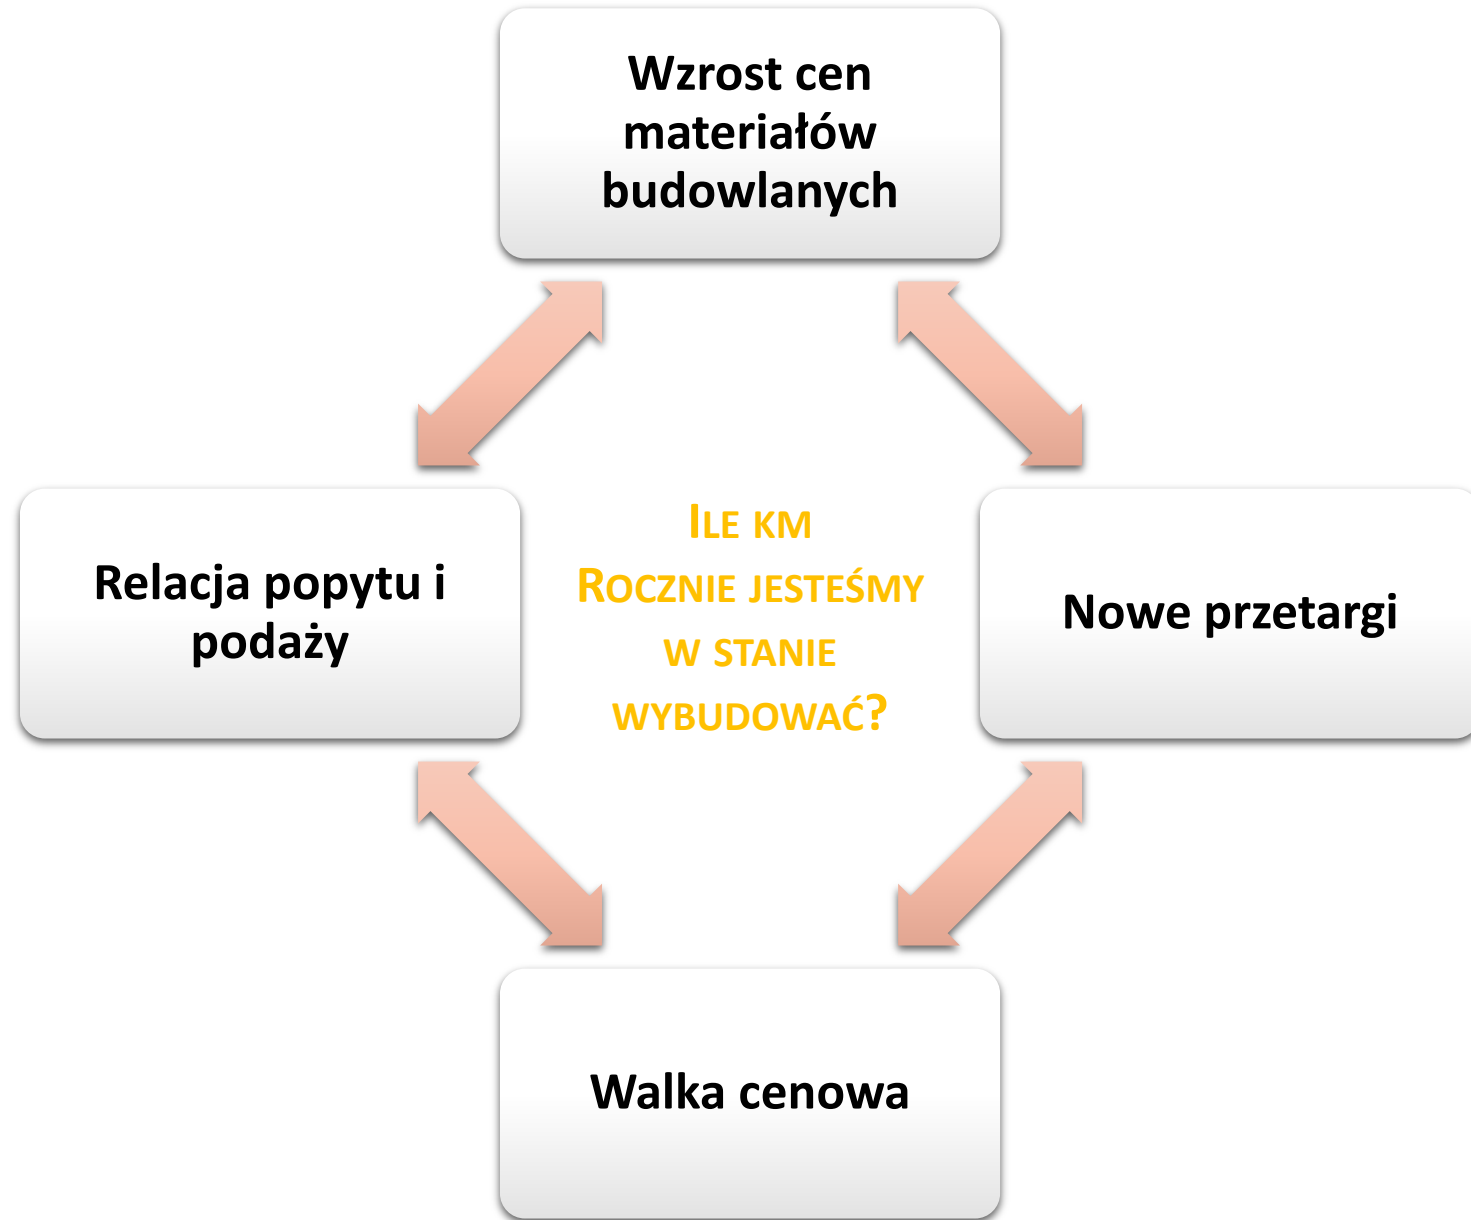 Wzrost cen
materiałów
budowlanych
Relacja popytu i
podaży
Ile km
Rocznie jesteśmy
w stanie
wybudować?
Nowe przetargi
Walka cenowa